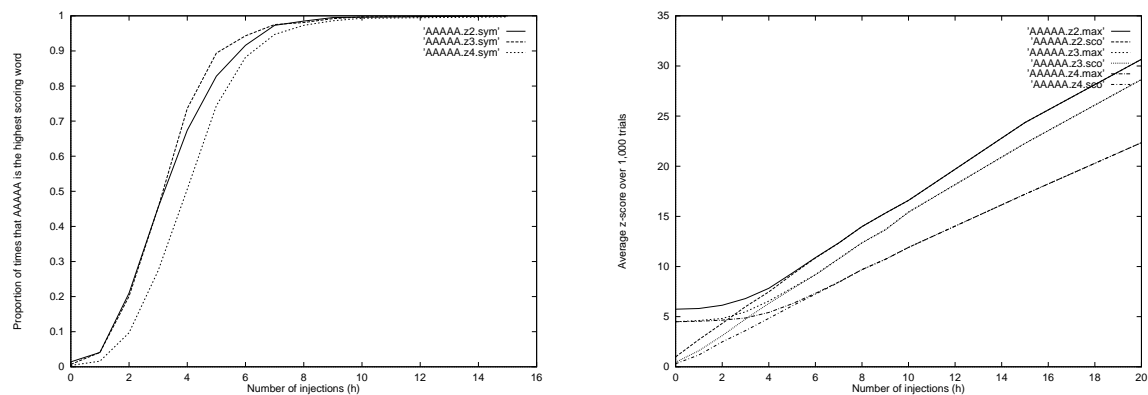 Proportion of times that AAAAA is the highest scoring word
1
0.9
0.8
0.7
0.6
0.5
0.4
0.3
0.2
0.1
0
0 2 4 6 8 10 12 14 16
Number of injections (h)
'AAAAA.z2.sym'
'AAAAA.z3.sym'
'AAAAA.z4.sym'
Average z-score over 1,000 trials
35
30
25
20
15
10
5
0
0 2 4 6 8 10 12 14 16 18 20
Number of injections (h)
'AAAAA.z2.max'
'AAAAA.z2.sco'
'AAAAA.z3.max'
'AAAAA.z3.sco'
'AAAAA.z4.max'
'AAAAA.z4.sco'